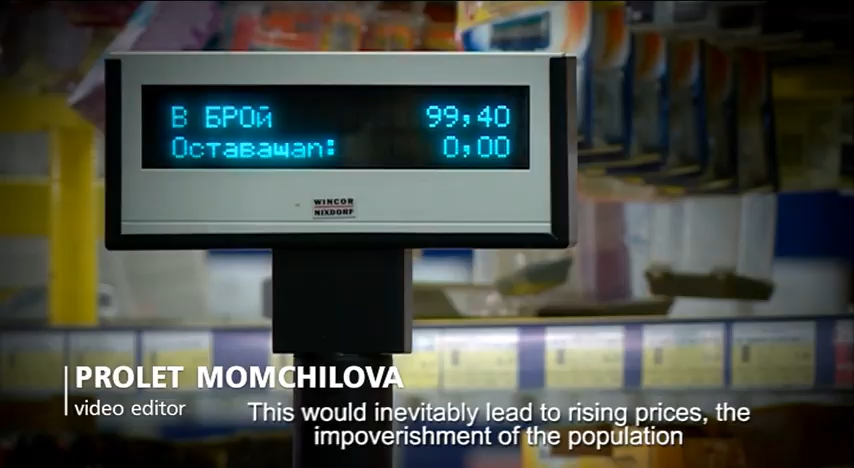 В БРОй 99,40
Оставащап: 0,00
WINCOR
NIXDORF
PROLET MOMCHILOVA
video editor
This would inevitably lead to rising prices, the
impoverishment of the population